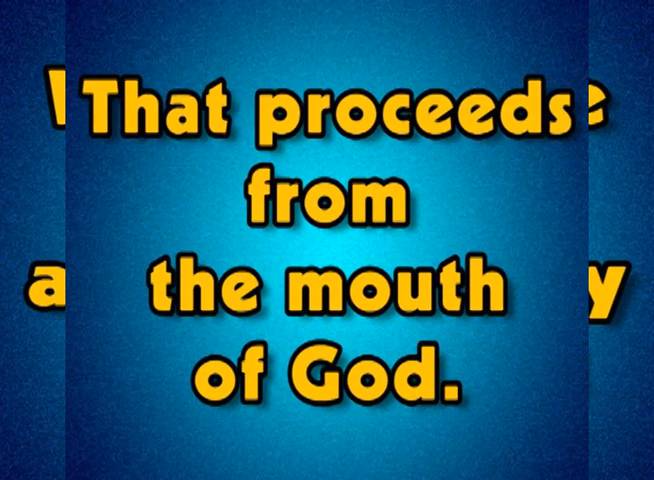 That proceeds
from
the mouth
of God.